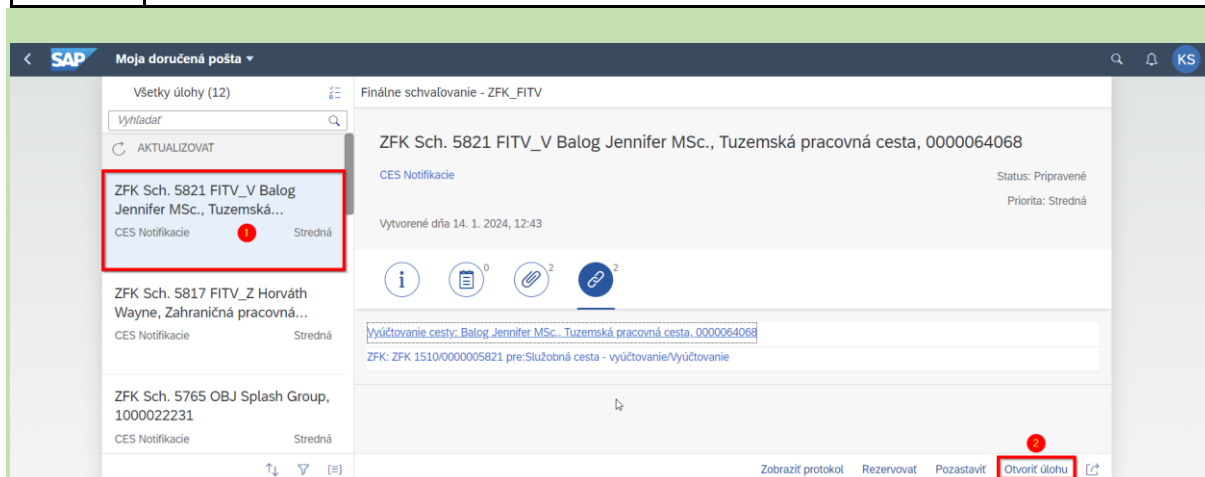 SAP Moja doručená pošta KS
Všetky úlohy (12)
Vyhľadať
AKTUALIZOVAT
ZFK Sch. 5821 FITV_V Balog
Jennifer MSc., Tuzemská...
CES Notifikacie 1 Stredná
ZFK Sch. 5817 FITV_Z Horváth
Wayne, Zahraničná pracovná...
CES Notifikacie Stredná
ZFK Sch. 5765 OBJ Splash Group,
1000022231
CES Notifikacie Stredná
Finálne schvaľovanie - ZFK_FITV
ZFK Sch. 5821 FITV_V Balog Jennifer MSc., Tuzemská pracovná cesta, 0000064068
CES Notifikacie Status: Pripravené
Priorita: Stredná
Vytvorené dňa 14. 1. 2024, 12:43
i 0 2 2
Vyúčtovanie cesty: Balog Jennifer MSc., Tuzemská pracovná cesta, 0000064068
ZFK: ZFK 1510/0000005821 pre:Služobná cesta - vyúčtovanie/Vyúčtovanie
2
Zobraziť protokol Rezervovať Pozastaviť Otvoriť úlohu